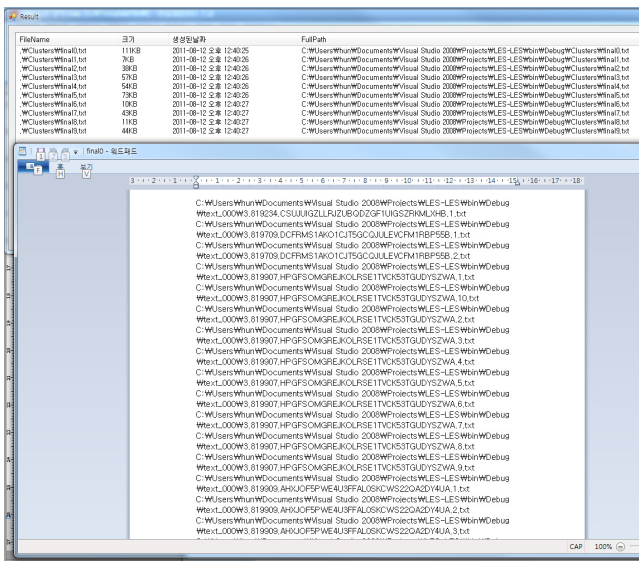 Result
FileName 크기 생성된날짜 FullPath
.₩Clusters₩final0,txt 111KB 2011-08-12 오후 12:40:25 C:₩Users₩hun₩Documents₩Visual Studio 2008₩Projects₩LES-LES₩bin₩Debug₩Clusters₩final0,txt
.₩Clusters₩final1,txt 7KB 2011-08-12 오후 12:40:26 C:₩Users₩hun₩Documents₩Visual Studio 2008₩Projects₩LES-LES₩bin₩Debug₩Clusters₩final1,txt
.₩Clusters₩final2,txt 38KB 2011-08-12 오후 12:40:26 C:₩Users₩hun₩Documents₩Visual Studio 2008₩Projects₩LES-LES₩bin₩Debug₩Clusters₩final2,txt
.₩Clusters₩final3,txt 57KB 2011-08-12 오후 12:40:26 C:₩Users₩hun₩Documents₩Visual Studio 2008₩Projects₩LES-LES₩bin₩Debug₩Clusters₩final3,txt
.₩Clusters₩final4,txt 54KB 2011-08-12 오후 12:40:26 C:₩Users₩hun₩Documents₩Visual Studio 2008₩Projects₩LES-LES₩bin₩Debug₩Clusters₩final4,txt
.₩Clusters₩final5,txt 73KB 2011-08-12 오후 12:40:26 C:₩Users₩hun₩Documents₩Visual Studio 2008₩Projects₩LES-LES₩bin₩Debug₩Clusters₩final5,txt
.₩Clusters₩final6,txt 10KB 2011-08-12 오후 12:40:27 C:₩Users₩hun₩Documents₩Visual Studio 2008₩Projects₩LES-LES₩bin₩Debug₩Clusters₩final6,txt
.₩Clusters₩final7,txt 43KB 2011-08-12 오후 12:40:27 C:₩Users₩hun₩Documents₩Visual Studio 2008₩Projects₩LES-LES₩bin₩Debug₩Clusters₩final7,txt
.₩Clusters₩final8,txt 11KB 2011-08-12 오후 12:40:27 C:₩Users₩hun₩Documents₩Visual Studio 2008₩Projects₩LES-LES₩bin₩Debug₩Clusters₩final8,txt
.₩Clusters₩final9,txt 44KB 2011-08-12 오후 12:40:27 C:₩Users₩hun₩Documents₩Visual Studio 2008₩Projects₩LES-LES₩bin₩Debug₩Clusters₩final9,txt
final0 - 워드패드
1 2 3
F 홈 H 보기 V
3 2 1 1 2 3 4 5 6 7 8 9 10 11 12 13 14 15 16 17 18
C:₩Users₩hun₩Documents₩Visual Studio 2008₩Projects₩LES-LES₩bin₩Debug
₩text_000₩3,819234,CSUUUIGZLLRJZUBQDZGF1UIGSZRKMLXHB,1,txt
C:₩Users₩hun₩Documents₩Visual Studio 2008₩Projects₩LES-LES₩bin₩Debug
₩text_000₩3,819709,DCFRMS1AKO1CJT5GCQJULEVCFM1RBP55B,1,txt
C:₩Users₩hun₩Documents₩Visual Studio 2008₩Projects₩LES-LES₩bin₩Debug
₩text_000₩3,819709,DCFRMS1AKO1CJT5GCQJULEVCFM1RBP55B,2,txt
C:₩Users₩hun₩Documents₩Visual Studio 2008₩Projects₩LES-LES₩bin₩Debug
₩text_000₩3,819907,HPGFSOMGREJKOLRSE1TVCK53TGUDYSZWA,1,txt
C:₩Users₩hun₩Documents₩Visual Studio 2008₩Projects₩LES-LES₩bin₩Debug
₩text_000₩3,819907,HPGFSOMGREJKOLRSE1TVCK53TGUDYSZWA,10,txt
C:₩Users₩hun₩Documents₩Visual Studio 2008₩Projects₩LES-LES₩bin₩Debug
₩text_000₩3,819907,HPGFSOMGREJKOLRSE1TVCK53TGUDYSZWA,2,txt
C:₩Users₩hun₩Documents₩Visual Studio 2008₩Projects₩LES-LES₩bin₩Debug
₩text_000₩3,819907,HPGFSOMGREJKOLRSE1TVCK53TGUDYSZWA,3,txt
C:₩Users₩hun₩Documents₩Visual Studio 2008₩Projects₩LES-LES₩bin₩Debug
₩text_000₩3,819907,HPGFSOMGREJKOLRSE1TVCK53TGUDYSZWA,4,txt
C:₩Users₩hun₩Documents₩Visual Studio 2008₩Projects₩LES-LES₩bin₩Debug
₩text_000₩3,819907,HPGFSOMGREJKOLRSE1TVCK53TGUDYSZWA,5,txt
C:₩Users₩hun₩Documents₩Visual Studio 2008₩Projects₩LES-LES₩bin₩Debug
₩text_000₩3,819907,HPGFSOMGREJKOLRSE1TVCK53TGUDYSZWA,6,txt
C:₩Users₩hun₩Documents₩Visual Studio 2008₩Projects₩LES-LES₩bin₩Debug
₩text_000₩3,819907,HPGFSOMGREJKOLRSE1TVCK53TGUDYSZWA,7,txt
C:₩Users₩hun₩Documents₩Visual Studio 2008₩Projects₩LES-LES₩bin₩Debug
₩text_000₩3,819907,HPGFSOMGREJKOLRSE1TVCK53TGUDYSZWA,8,txt
C:₩Users₩hun₩Documents₩Visual Studio 2008₩Projects₩LES-LES₩bin₩Debug
₩text_000₩3,819907,HPGFSOMGREJKOLRSE1TVCK53TGUDYSZWA,9,txt
C:₩Users₩hun₩Documents₩Visual Studio 2008₩Projects₩LES-LES₩bin₩Debug
₩text_000₩3,819909,AHXJOF5PWE4U3FFAL0SKCWS22QA2DY4UA,1,txt
C:₩Users₩hun₩Documents₩Visual Studio 2008₩Projects₩LES-LES₩bin₩Debug
₩text_000₩3,819909,AHXJOF5PWE4U3FFAL0SKCWS22QA2DY4UA,2,txt
C:₩Users₩hun₩Documents₩Visual Studio 2008₩Projects₩LES-LES₩bin₩Debug
₩text_000₩3,819909,AHXJOF5PWE4U3FFAL0SKCWS22QA2DY4UA,3,txt
CAP 100%